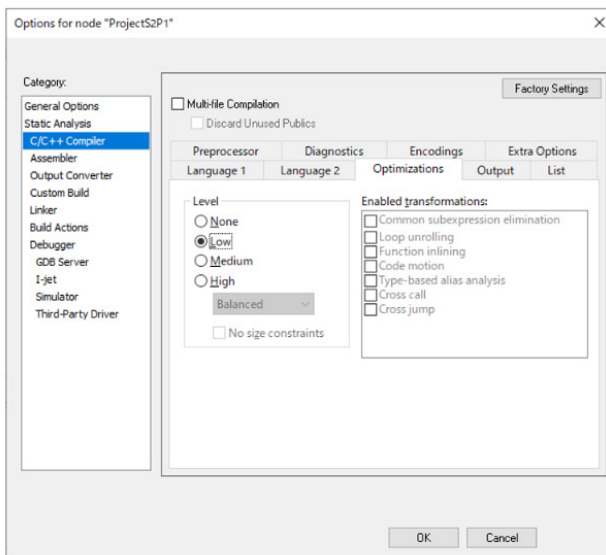 Options for node "ProjectS2P1"
Category:
General Options
Static Analysis
C/C++ Compiler
Assembler
Output Converter
Custom Build
Linker
Build Actions
Debugger
GDB Server
I-jet
Simulator
Third-Party Driver
Factory Settings
Multi-file Compilation
Discard Unused Publics
Preprocessor Diagnostics Encodings Extra Options
Language 1 Language 2 Optimizations Output List
Level
None
Low
Medium
High
Balanced
No size constraints
Enabled transformations:
Common subexpression elimination
Loop unrolling
Function inlining
Code motion
Type-based alias analysis
Cross call
Cross jump
OK Cancel